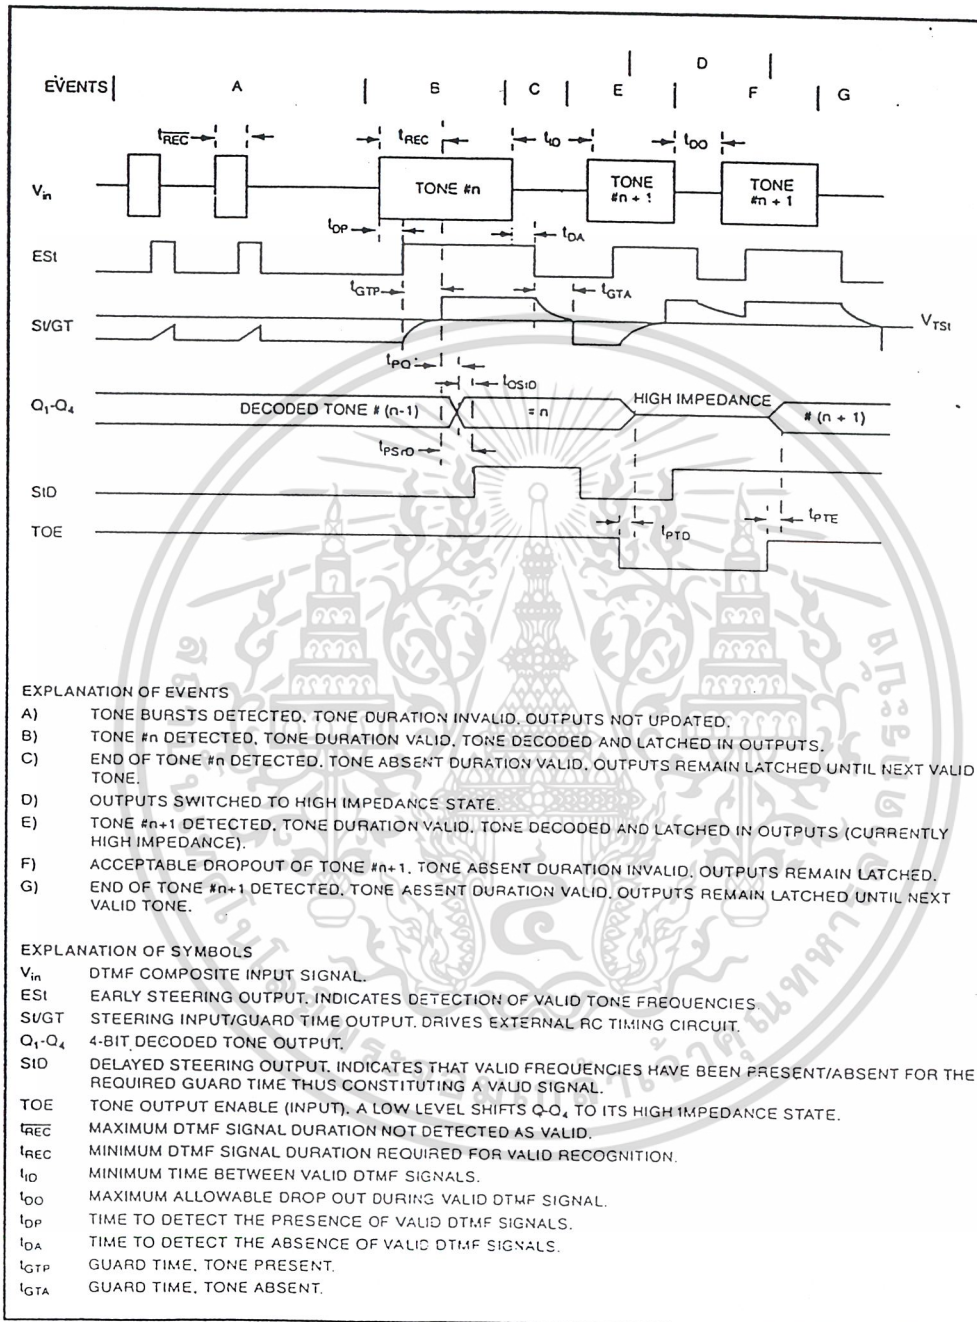 D
EVENTS A B C E F G
t̅REC tREC tID tDO
Vin TONE #n TONE #n + 1 TONE #n + 1
tDP tDA
ESt
tGTP tGTA
St/GT VTSt
tPQ tQStD
Q1-Q4 DECODED TONE # (n-1) = n HIGH IMPEDANCE # (n + 1)
tPStD
StD
tPTE
TOE tPTD
EXPLANATION OF EVENTS
A) TONE BURSTS DETECTED, TONE DURATION INVALID, OUTPUTS NOT UPDATED.
B) TONE #n DETECTED, TONE DURATION VALID, TONE DECODED AND LATCHED IN OUTPUTS.
C) END OF TONE #n DETECTED, TONE ABSENT DURATION VALID, OUTPUTS REMAIN LATCHED UNTIL NEXT VALID
TONE.
D) OUTPUTS SWITCHED TO HIGH IMPEDANCE STATE.
E) TONE #n+1 DETECTED, TONE DURATION VALID, TONE DECODED AND LATCHED IN OUTPUTS (CURRENTLY
HIGH IMPEDANCE).
F) ACCEPTABLE DROPOUT OF TONE #n+1, TONE ABSENT DURATION INVALID, OUTPUTS REMAIN LATCHED.
G) END OF TONE #n+1 DETECTED, TONE ABSENT DURATION VALID, OUTPUTS REMAIN LATCHED UNTIL NEXT
VALID TONE.
EXPLANATION OF SYMBOLS
Vin DTMF COMPOSITE INPUT SIGNAL.
ESt EARLY STEERING OUTPUT. INDICATES DETECTION OF VALID TONE FREQUENCIES.
St/GT STEERING INPUT/GUARD TIME OUTPUT. DRIVES EXTERNAL RC TIMING CIRCUIT.
Q1-Q4 4-BIT DECODED TONE OUTPUT.
StD DELAYED STEERING OUTPUT. INDICATES THAT VALID FREQUENCIES HAVE BEEN PRESENT/ABSENT FOR THE
REQUIRED GUARD TIME THUS CONSTITUTING A VALID SIGNAL.
TOE TONE OUTPUT ENABLE (INPUT). A LOW LEVEL SHIFTS Q-Q4 TO ITS HIGH IMPEDANCE STATE.
t̅REC MAXIMUM DTMF SIGNAL DURATION NOT DETECTED AS VALID.
tREC MINIMUM DTMF SIGNAL DURATION REQUIRED FOR VALID RECOGNITION.
tID MINIMUM TIME BETWEEN VALID DTMF SIGNALS.
tDO MAXIMUM ALLOWABLE DROP OUT DURING VALID DTMF SIGNAL.
tDP TIME TO DETECT THE PRESENCE OF VALID DTMF SIGNALS.
tDA TIME TO DETECT THE ABSENCE OF VALID DTMF SIGNALS.
tGTP GUARD TIME, TONE PRESENT.
tGTA GUARD TIME, TONE ABSENT.